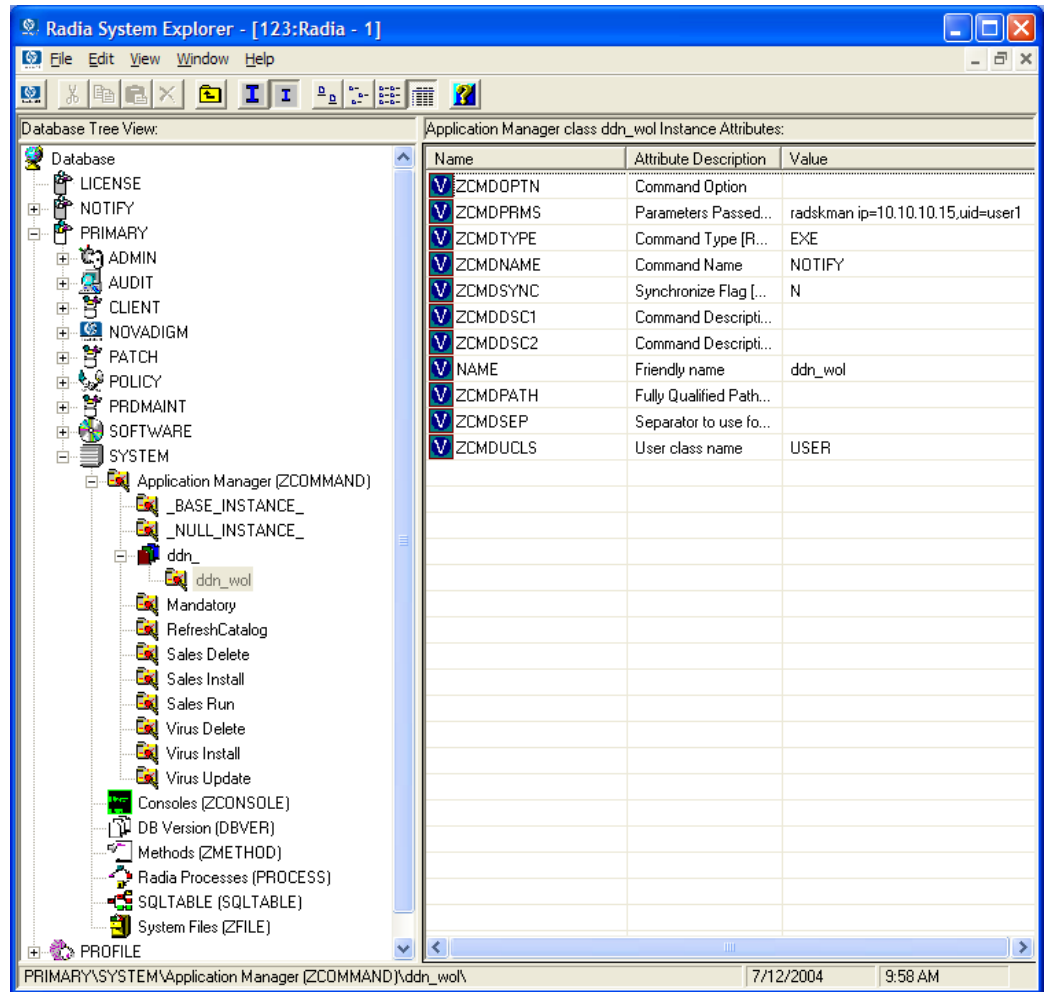 Radia System Explorer - [123:Radia - 1]
File Edit View Window Help
Database Tree View:
Database
LICENSE
NOTIFY
PRIMARY
ADMIN
AUDIT
CLIENT
NOVADIGM
PATCH
POLICY
PRDMAINT
SOFTWARE
SYSTEM
Application Manager (ZCOMMAND)
_BASE_INSTANCE_
_NULL_INSTANCE_
ddn_
ddn_wol
Mandatory
RefreshCatalog
Sales Delete
Sales Install
Sales Run
Virus Delete
Virus Install
Virus Update
Consoles (ZCONSOLE)
DB Version (DBVER)
Methods (ZMETHOD)
Radia Processes (PROCESS)
SQLTABLE (SQLTABLE)
System Files (ZFILE)
PROFILE
Application Manager class ddn_wol Instance Attributes:
Name Attribute Description Value
ZCMDOPTN Command Option
ZCMDPRMS Parameters Passed... radskman ip=10.10.10.15,uid=user1
ZCMDTYPE Command Type [R... EXE
ZCMDNAME Command Name NOTIFY
ZCMDSYNC Synchronize Flag [... N
ZCMDDSC1 Command Descripti...
ZCMDDSC2 Command Descripti...
NAME Friendly name ddn_wol
ZCMDPATH Fully Qualified Path...
ZCMDSEP Separator to use fo...
ZCMDUCLS User class name USER
PRIMARY\SYSTEM\Application Manager (ZCOMMAND)\ddn_wol\ 7/12/2004 9:58 AM